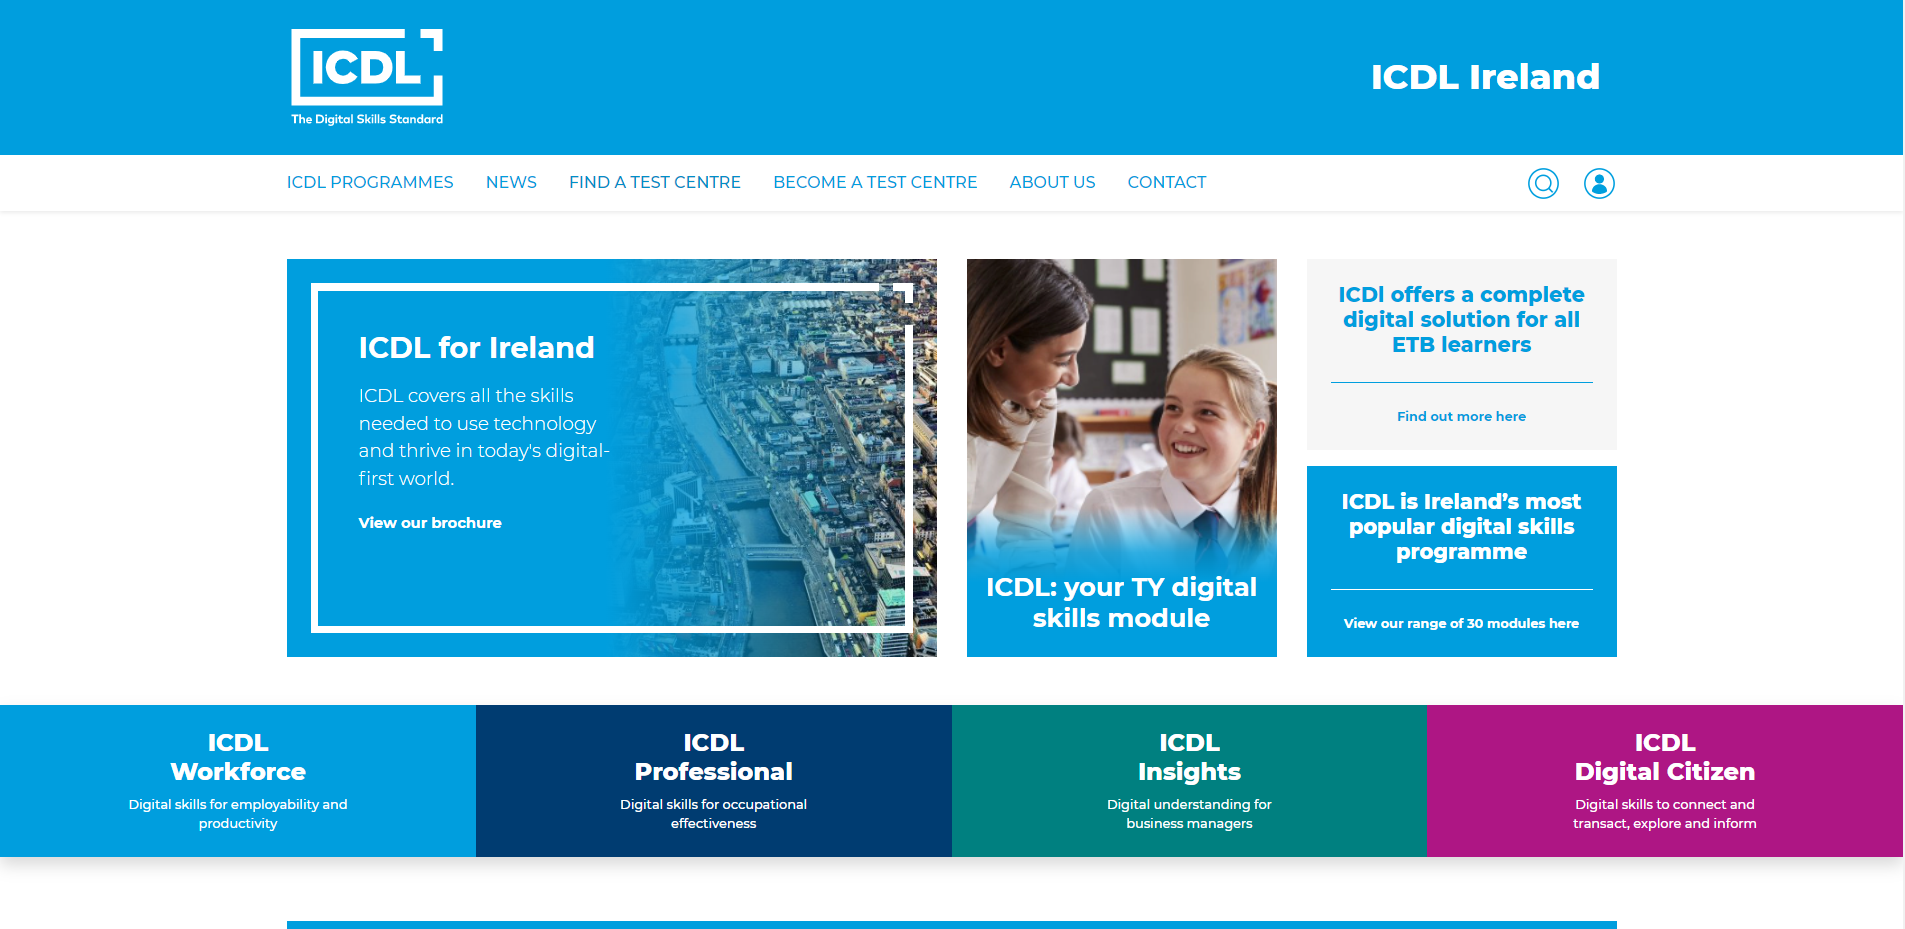 ICDL
The Digital Skills Standard
ICDL Ireland
ICDL PROGRAMMES
NEWS
FIND A TEST CENTRE
BECOME A TEST CENTRE
ABOUT US
CONTACT
ICDL for Ireland
ICDL covers all the skills
needed to use technology
and thrive in today's digital-
first world.
View our brochure
ICDL: your TY digital
skills module
ICDl offers a complete
digital solution for all
ETB learners
Find out more here
ICDL is Ireland’s most
popular digital skills
programme
View our range of 30 modules here
ICDL
Workforce
Digital skills for employability and
productivity
ICDL
Professional
Digital skills for occupational
effectiveness
ICDL
Insights
Digital understanding for
business managers
ICDL
Digital Citizen
Digital skills to connect and
transact, explore and inform